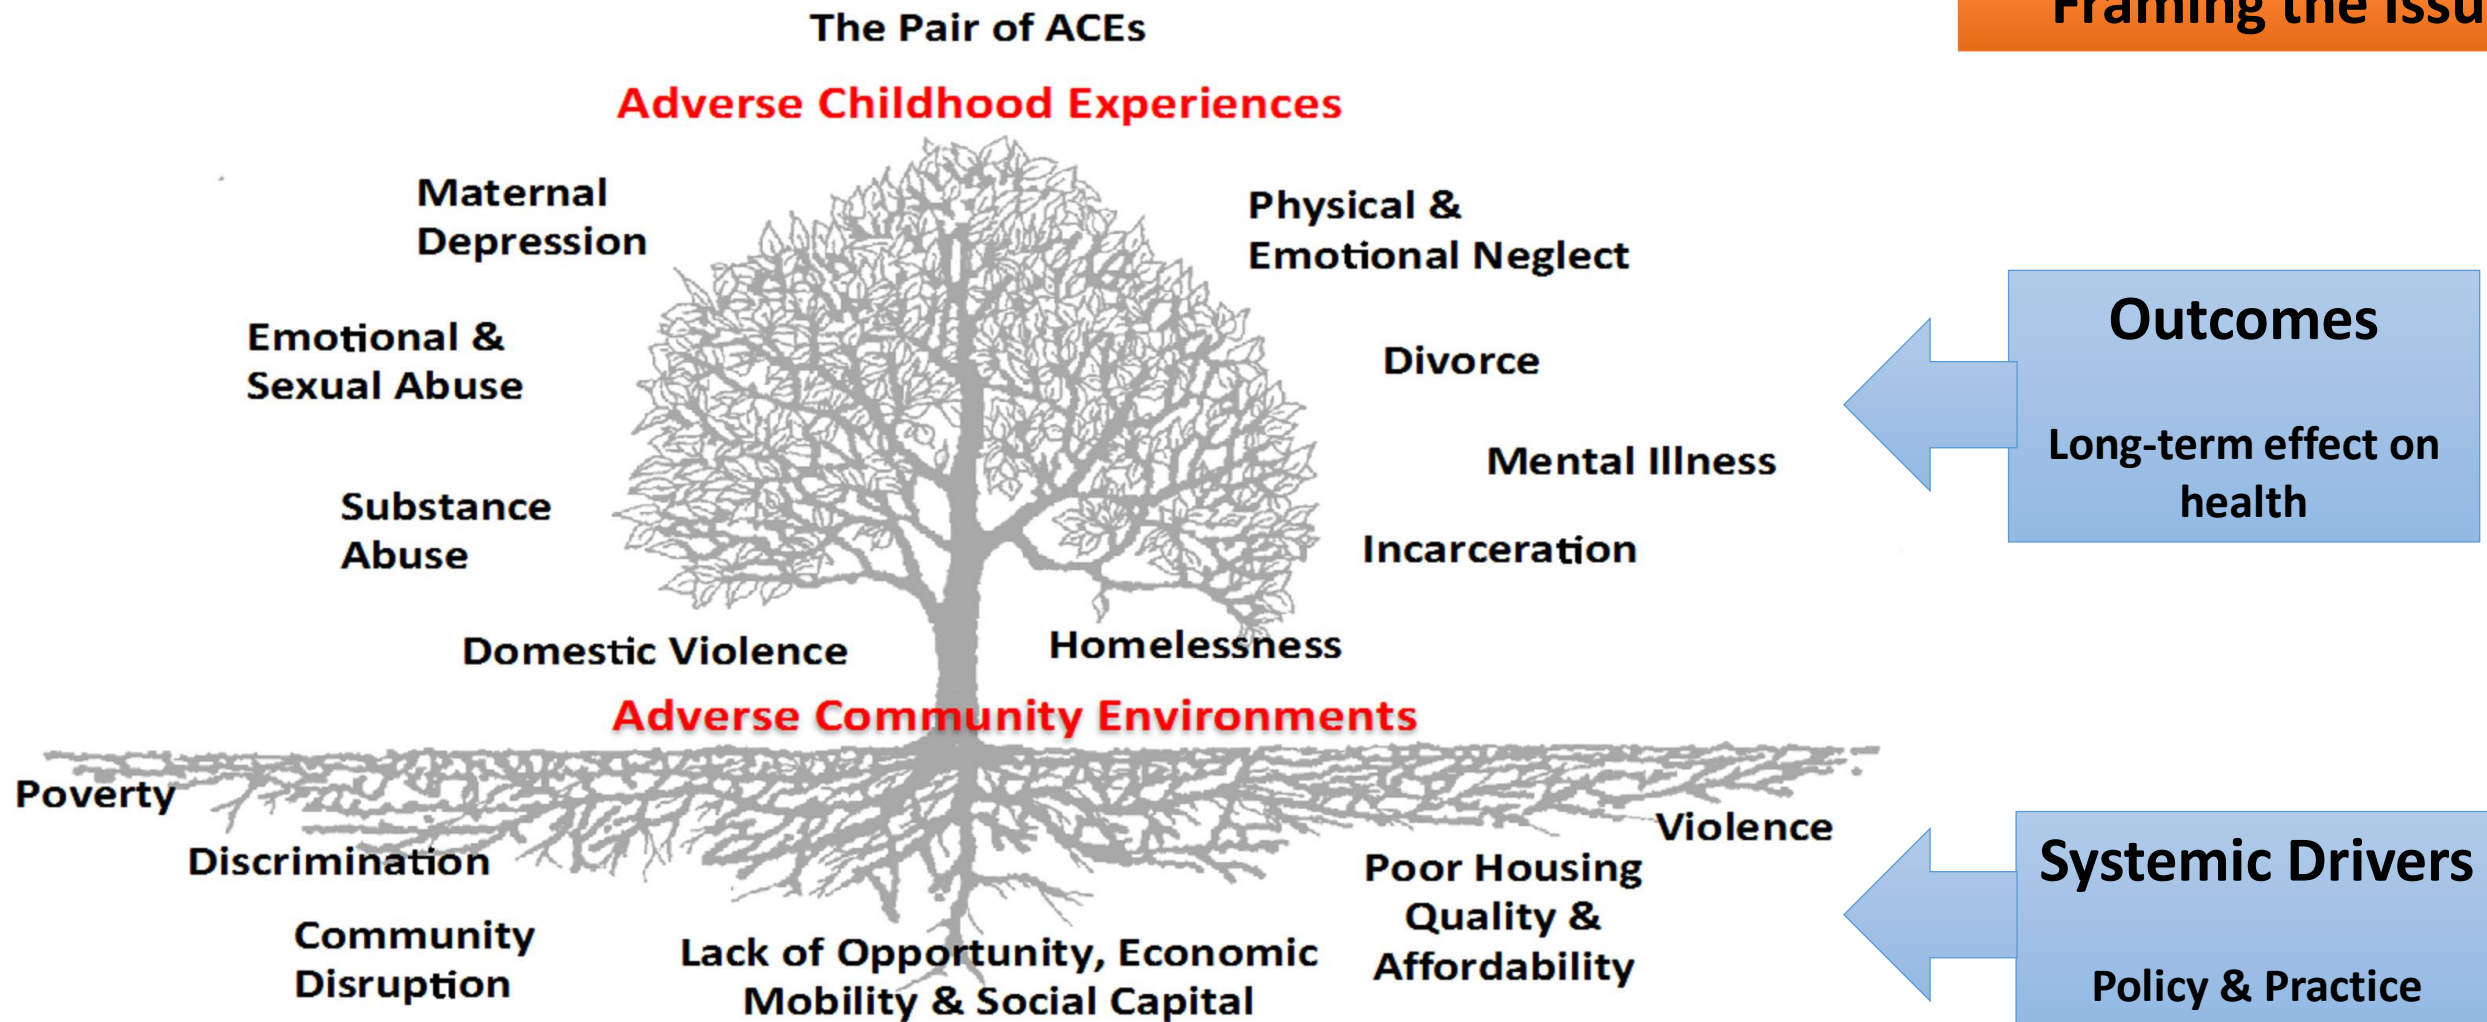 The Pair of ACEs
Framing the Issu
Adverse Childhood Experiences
Maternal
Depression
Physical &
Emotional Neglect
Emotional &
Sexual Abuse
Divorce
Outcomes
Long-term effect on
health
Mental Illness
Substance
Abuse
Incarceration
Domestic Violence
Homelessness
Adverse Community Environments
Poverty
Discrimination
Community
Disruption
Lack of Opportunity, Economic
Mobility & Social Capital
Poor Housing
Quality &
Affordability
Violence
Systemic Drivers
Policy & Practice